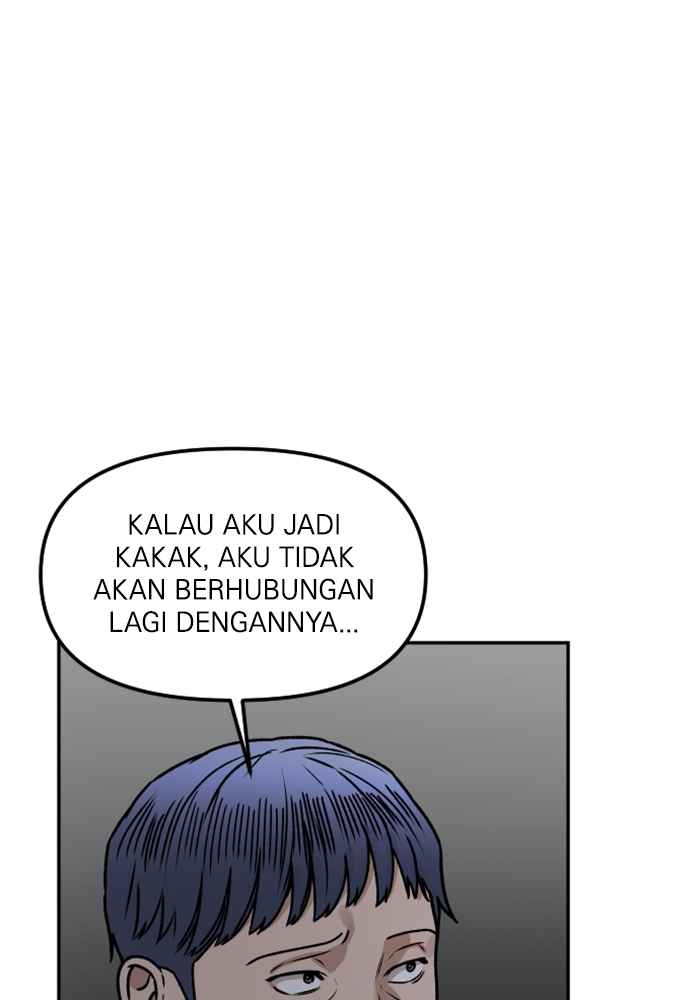 KALAU AKU JADI
KAKAK, AKU TIDAK
AKAN BERHUBUNGAN
LAGI DENGANNYA...